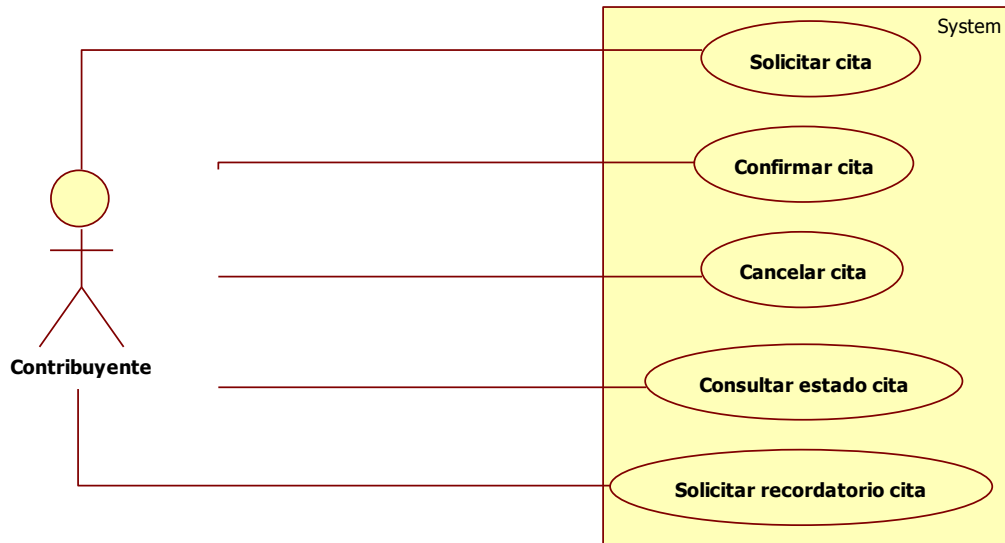 System
Solicitar cita
Confirmar cita
Cancelar cita
Contribuyente
Consultar estado cita
Solicitar recordatorio cita